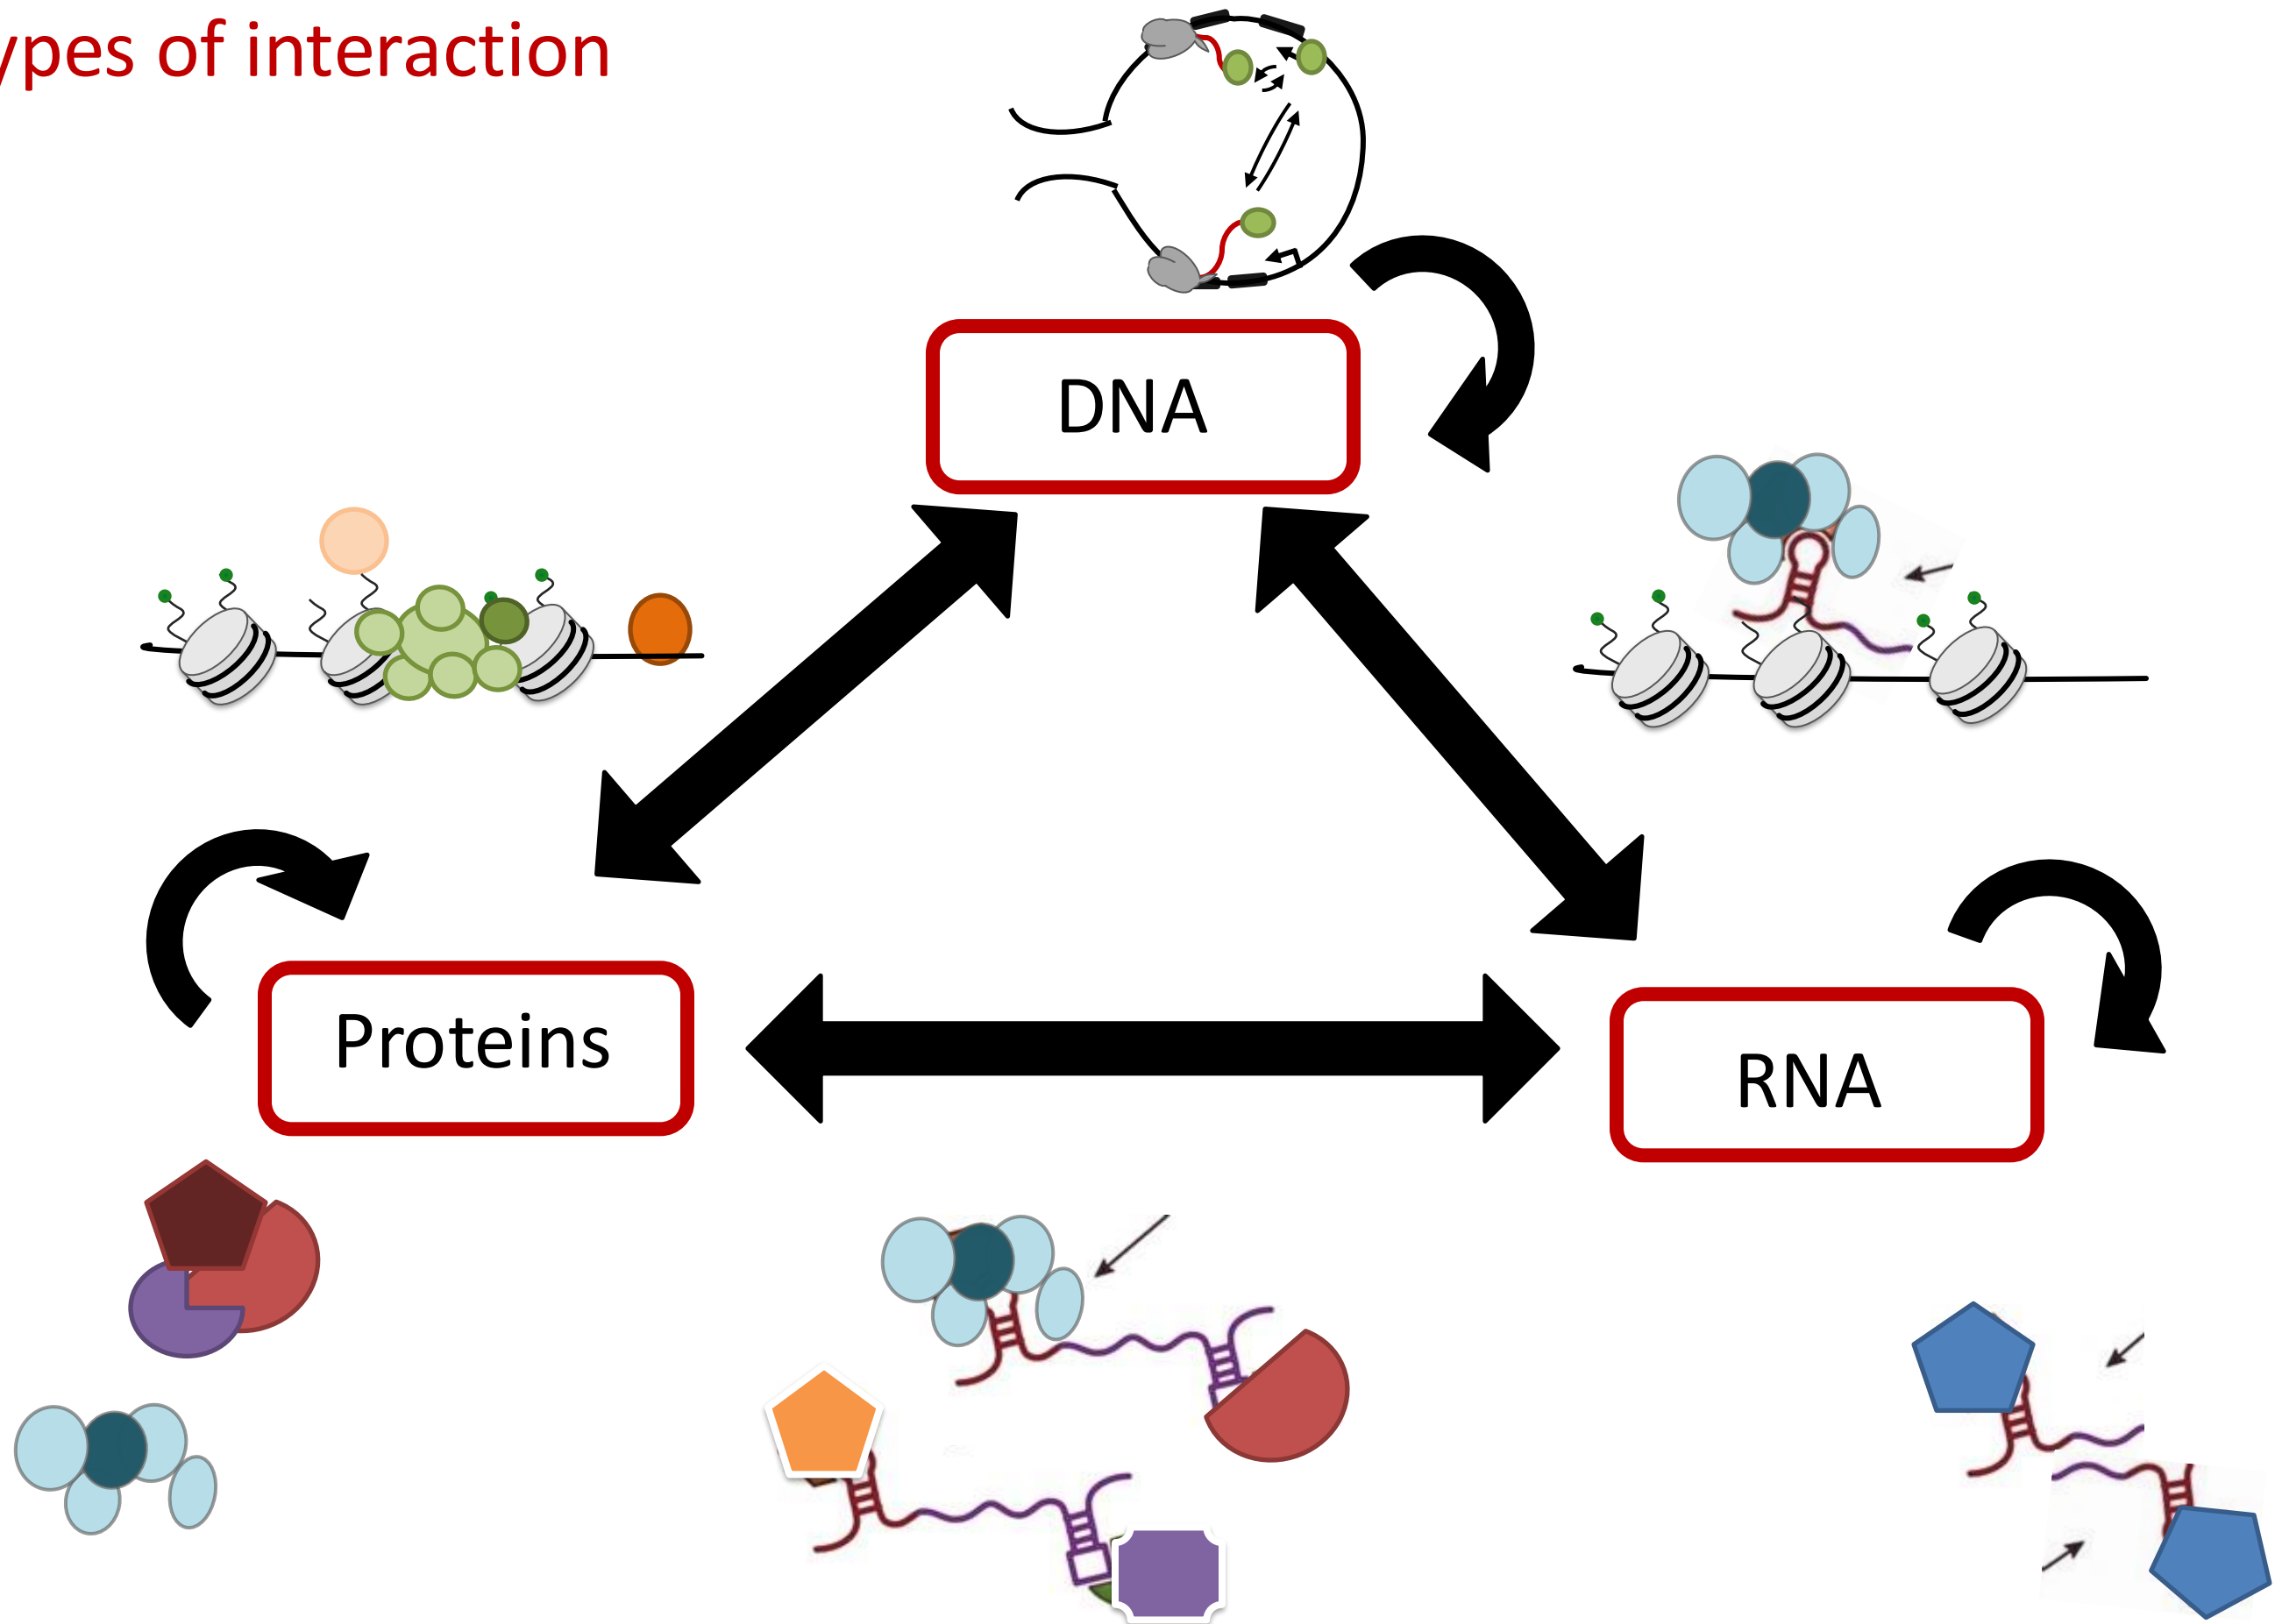 ypes of interaction
DNA
Proteins
RNA